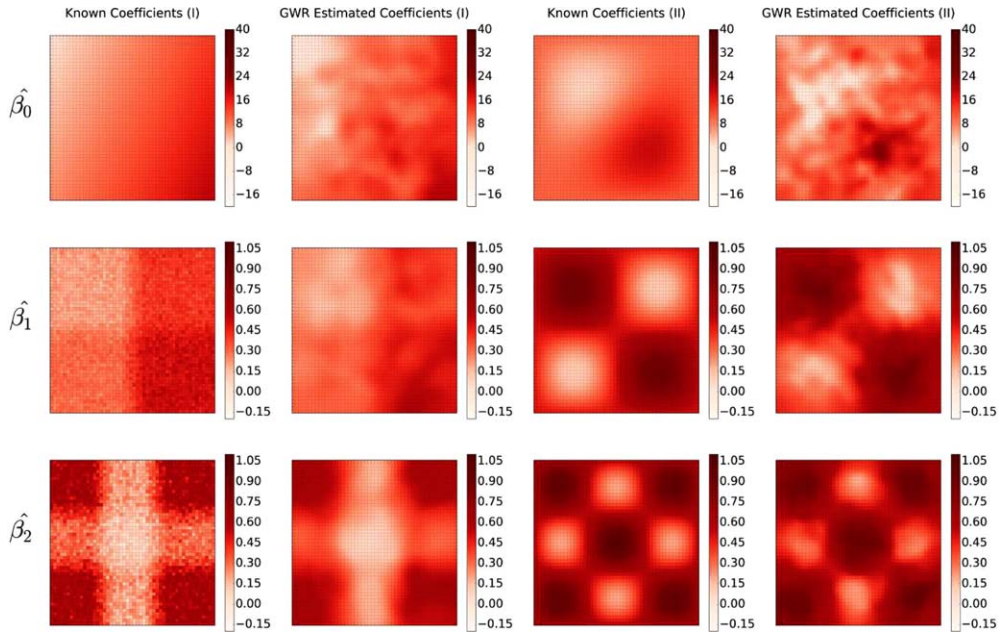 Known Coefficients (I) GWR Estimated Coefficients (I) Known Coefficients (II) GWR Estimated Coefficients (II)
β̂0
40 40 40 40
32 32 32 32
24 24 24 24
16 16 16 16
8 8 8 8
0 0 0 0
−8 −8 −8 −8
−16 −16 −16 −16
β̂1
1.05 1.05 1.05 1.05
0.90 0.90 0.90 0.90
0.75 0.75 0.75 0.75
0.60 0.60 0.60 0.60
0.45 0.45 0.45 0.45
0.30 0.30 0.30 0.30
0.15 0.15 0.15 0.15
0.00 0.00 0.00 0.00
−0.15 −0.15 −0.15 −0.15
β̂2
1.05 1.05 1.05 1.05
0.90 0.90 0.90 0.90
0.75 0.75 0.75 0.75
0.60 0.60 0.60 0.60
0.45 0.45 0.45 0.45
0.30 0.30 0.30 0.30
0.15 0.15 0.15 0.15
0.00 0.00 0.00 0.00
−0.15 −0.15 −0.15 −0.15